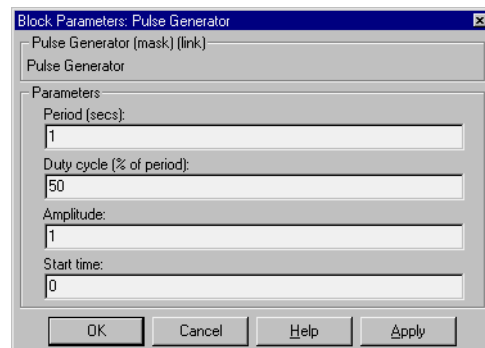 Block Parameters: Pulse Generator
Pulse Generator (mask) (link)
Pulse Generator
Parameters
Period (secs):
1
Duty cycle (% of period):
50
Amplitude:
1
Start time:
0
OK Cancel Help Apply